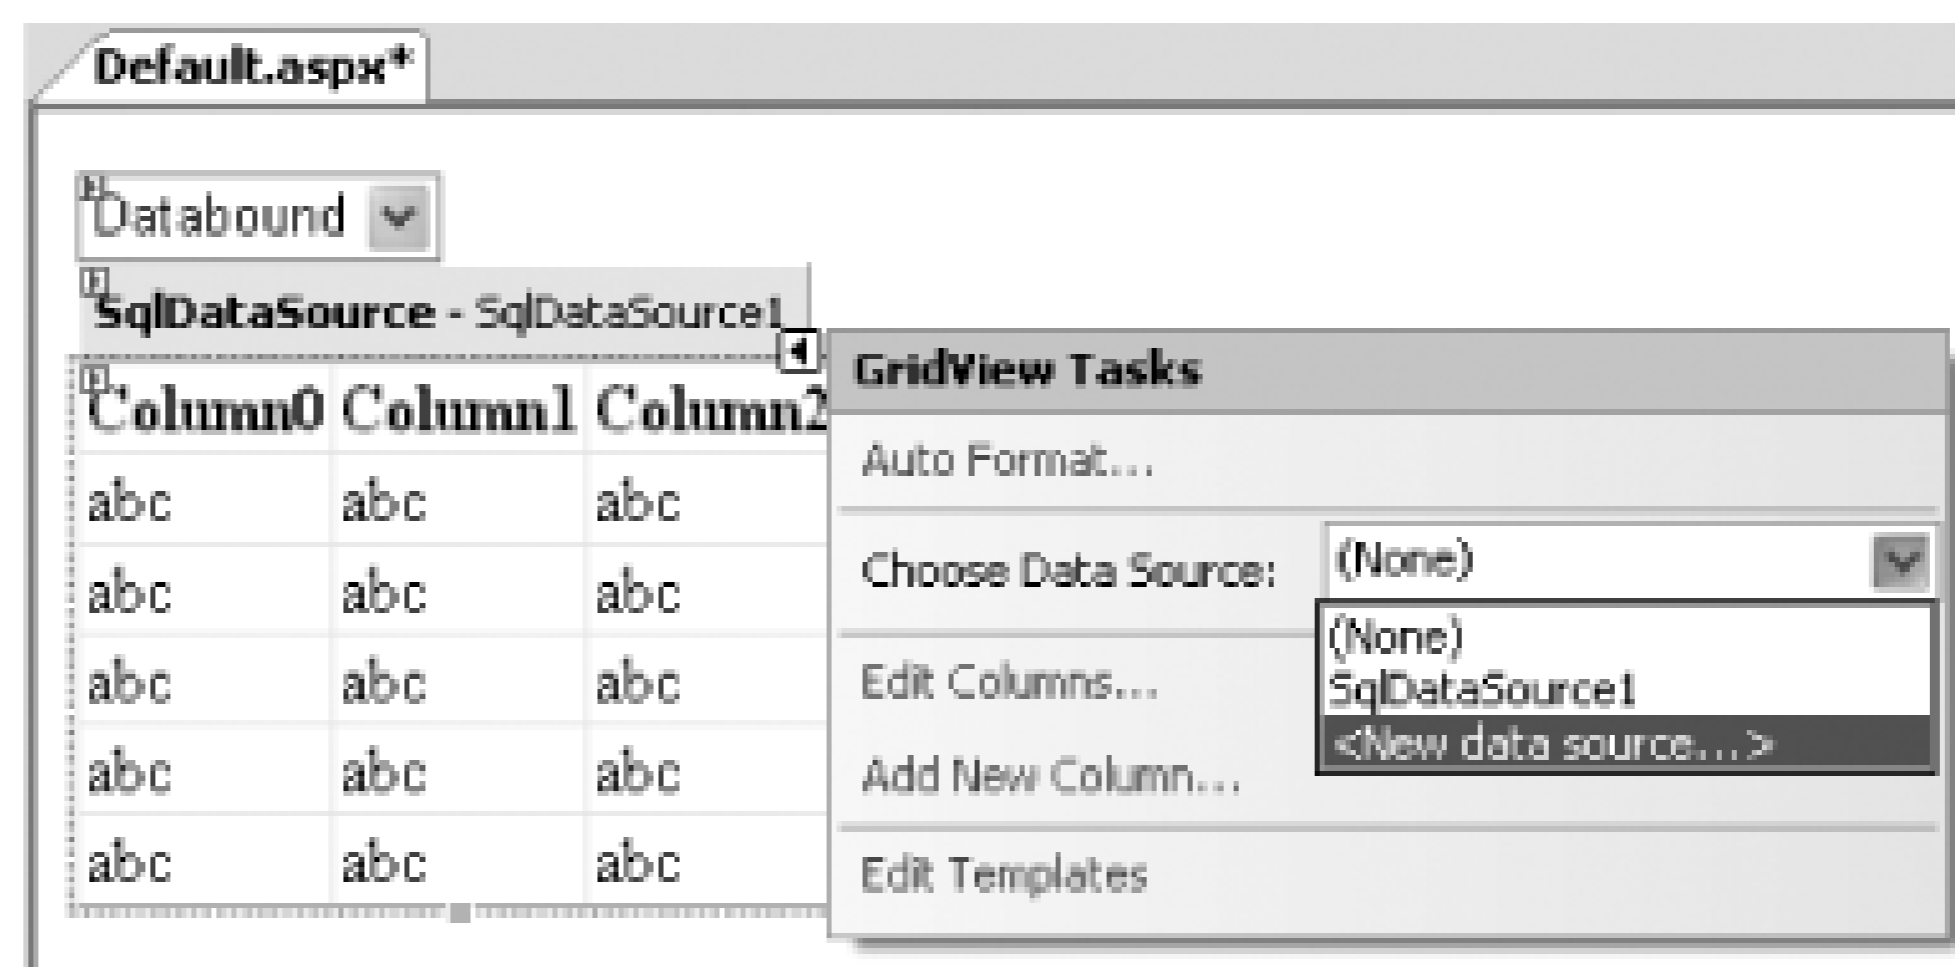 Default.aspx*
Databound
SqlDataSource - SqlDataSource1
Column0 Column1 Column2
abc abc abc
abc abc abc
abc abc abc
abc abc abc
abc abc abc
GridView Tasks
Auto Format...
Choose Data Source: (None)
(None)
SqlDataSource1
<New data source...>
Edit Columns...
Add New Column...
Edit Templates